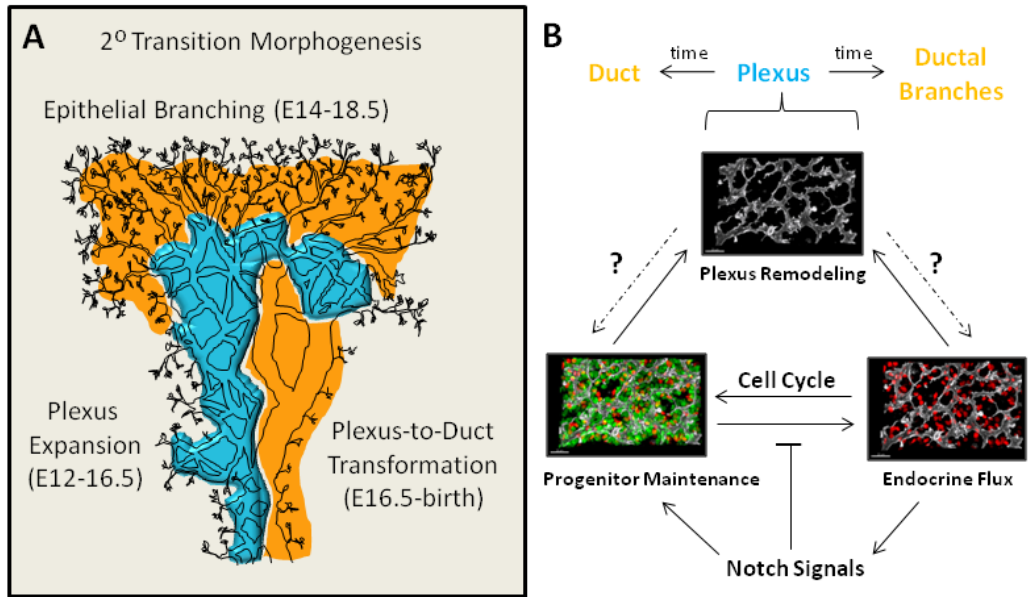 A
2º Transition Morphogenesis
Epithelial Branching (E14-18.5)
Plexus
Expansion
(E12-16.5)
Plexus-to-Duct
Transformation
(E16.5-birth)
B
Duct
time
Plexus
time
Ductal
Branches
Plexus Remodeling
?
?
Cell Cycle
Progenitor Maintenance
Endocrine Flux
Notch Signals